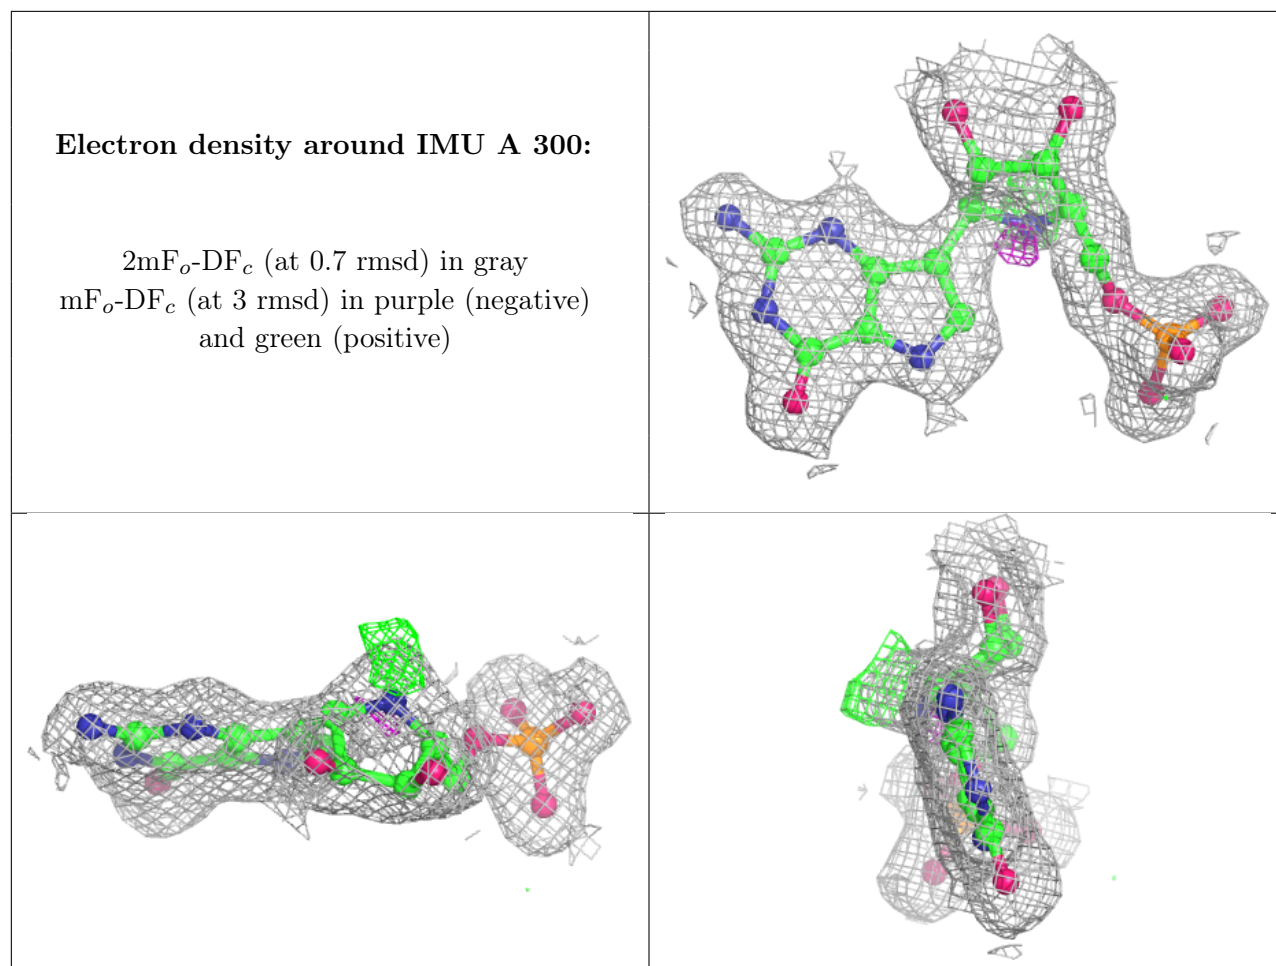 Electron density around IMU A 300:
2mFo-DFc (at 0.7 rmsd) in gray
mFo-DFc (at 3 rmsd) in purple (negative)
and green (positive)